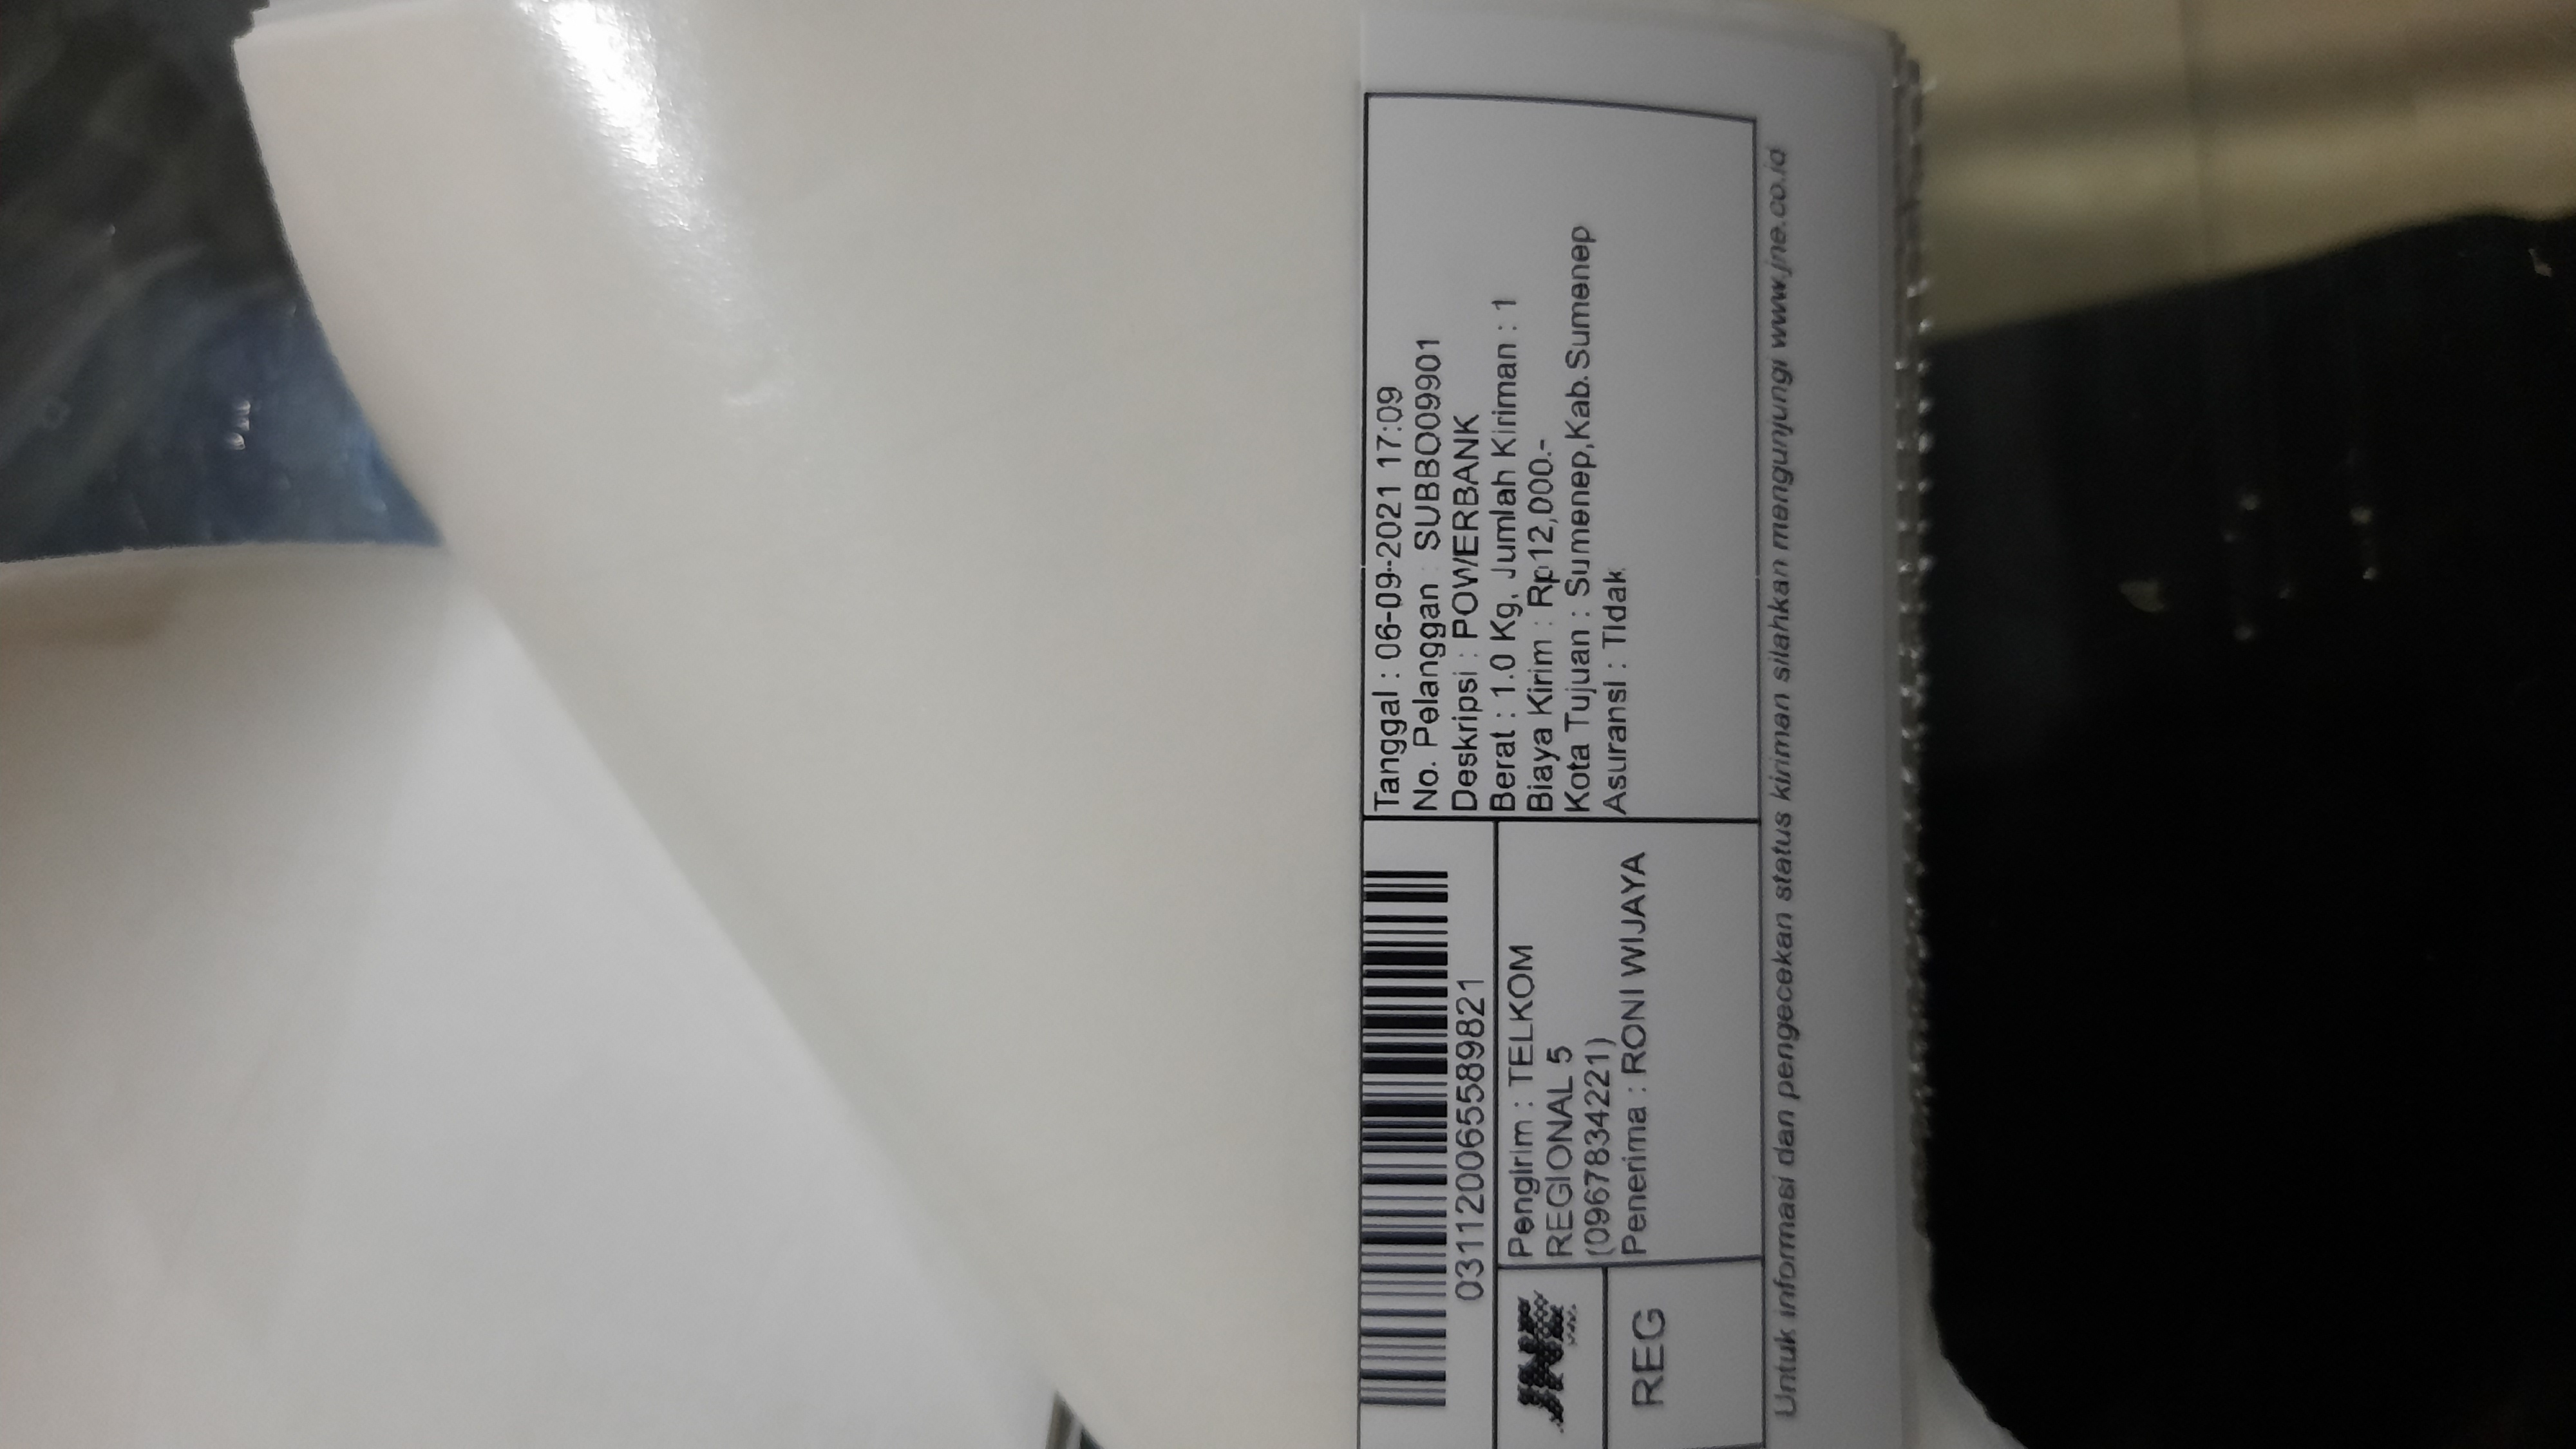 031120065589821
JNE
REG
Pengirim : TELKOM
REGIONAL 5
(0967834221)
Penerima : RONI WIJAYA
Tanggal : 06-09-2021 17:09
No. Pelanggan : SUBBO09901
Deskripsi : POWERBANK
Berat : 1.0 Kg, Jumlah Kiriman : 1
Biaya Kirim : Rp12,000.-
Kota Tujuan : Sumenep,Kab.Sumenep
Asuransi : Tidak
Untuk informasi dan pengecekan status kiriman silahkan mengunjungi www.jne.co.id